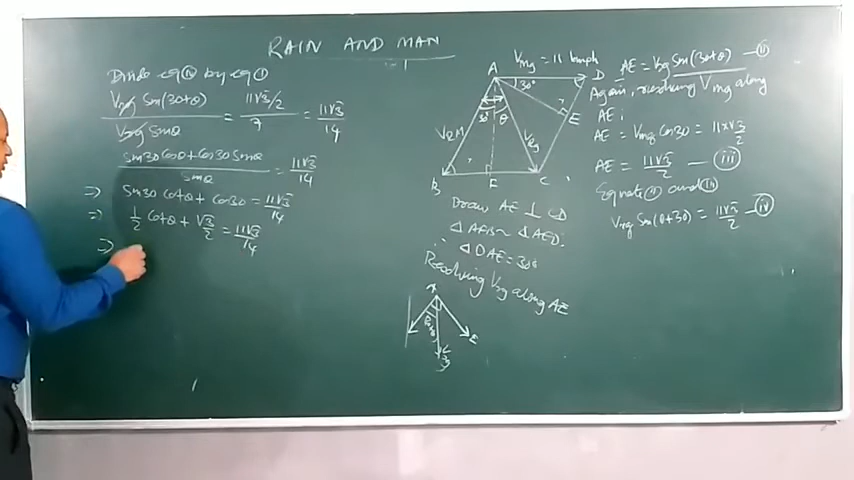 RAIN AND MAN
Divide eq (iv) by eq (i)
Vrg Sin(30+θ) / Vrg Sinθ = 11√3/2 / 7 = 11√3 / 14
Sin30 Cosθ + Cos30 Sinθ / Sinθ = 11√3 / 14
⇒ Sin30 Cotθ + Cos30 = 11√3 / 14
⇒ 1/2 Cotθ + √3/2 = 11√3 / 14
⇒
Vmg = 11 kmph
A
D
30°
30°
θ
E
VRM
Vrg
B
F
C
Draw AE ⊥ CD
△AFB ~ △AED.
∴ ∠DAE = 30°
Resolving Vrg along AE
A
E
AE = Vrg Sin(30+θ) – (ii)
Again, resolving Vmg along
AE;
AE = Vmg Cos30 = 11×√3 / 2
AE = 11√3 / 2 – (iii)
Equate (ii) and (iii)
Vrg Sin(θ+30) = 11√3 / 2 – (iv)